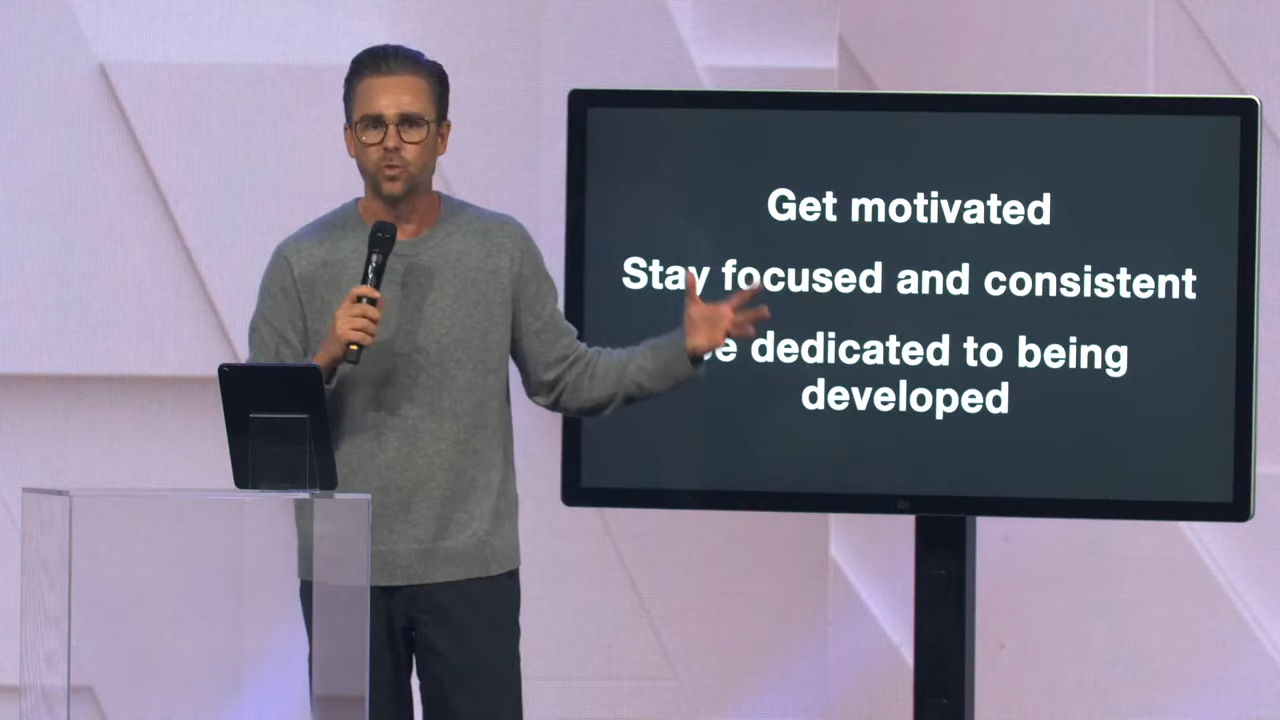 Get motivated
Stay focused and consistent
dedicated to being
developed